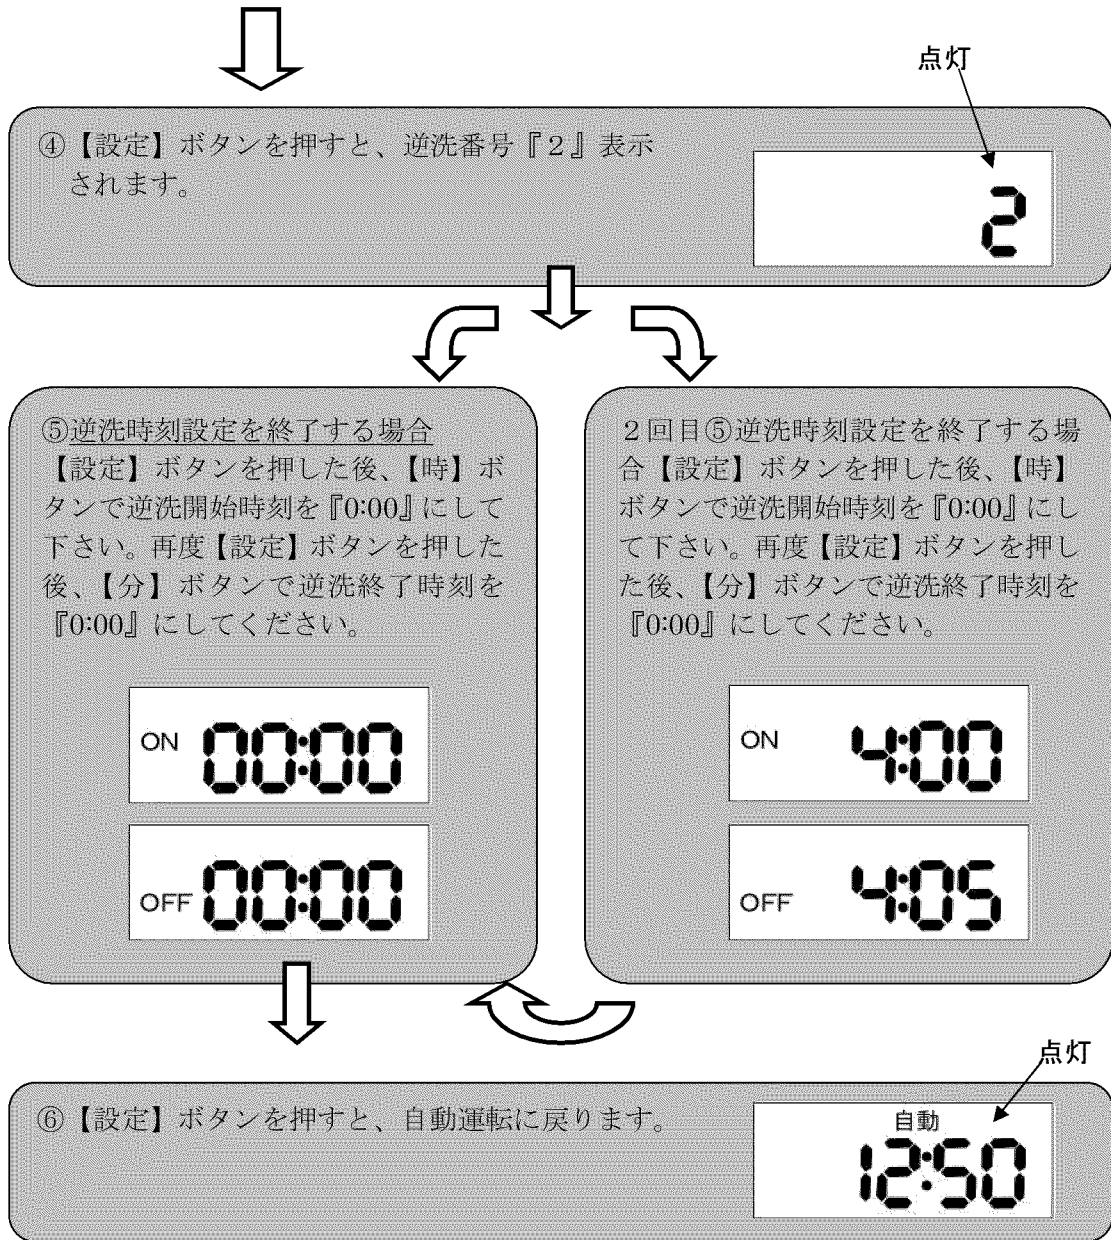 点灯
④【設定】ボタンを押すと、逆洗番号『2』表示
されます。
2
⑤逆洗時刻設定を終了する場合
【設定】ボタンを押した後、【時】ボ
タンで逆洗開始時刻を『0:00』にして
下さい。再度【設定】ボタンを押した
後、【分】ボタンで逆洗終了時刻を
『0:00』にしてください。
ON 00:00
OFF 00:00
2回目⑤逆洗時刻設定を終了する場
合【設定】ボタンを押した後、【時】
ボタンで逆洗開始時刻を『0:00』にし
て下さい。再度【設定】ボタンを押し
た後、【分】ボタンで逆洗終了時刻を
『0:00』にしてください。
ON 4:00
OFF 4:05
点灯
⑥【設定】ボタンを押すと、自動運転に戻ります。
自動
12:50